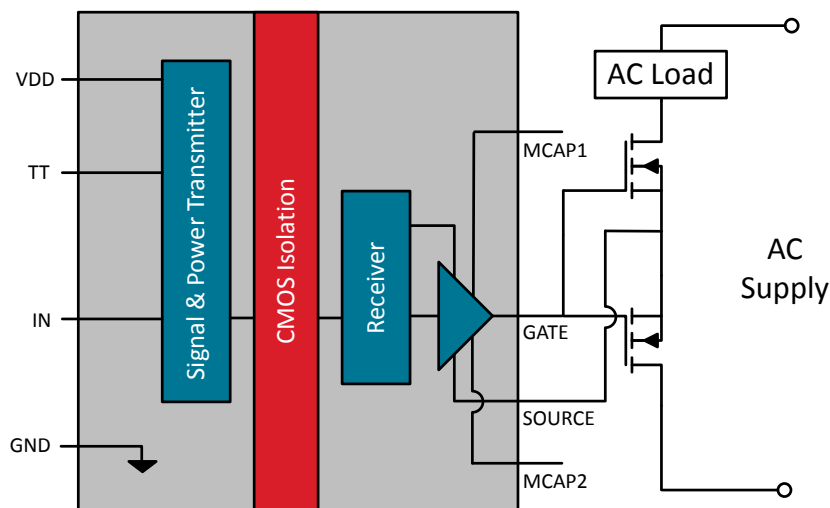 VDD
TT
IN
GND
Signal & Power Transmitter
CMOS Isolation
Receiver
MCAP1
GATE
SOURCE
MCAP2
AC Load
AC
Supply